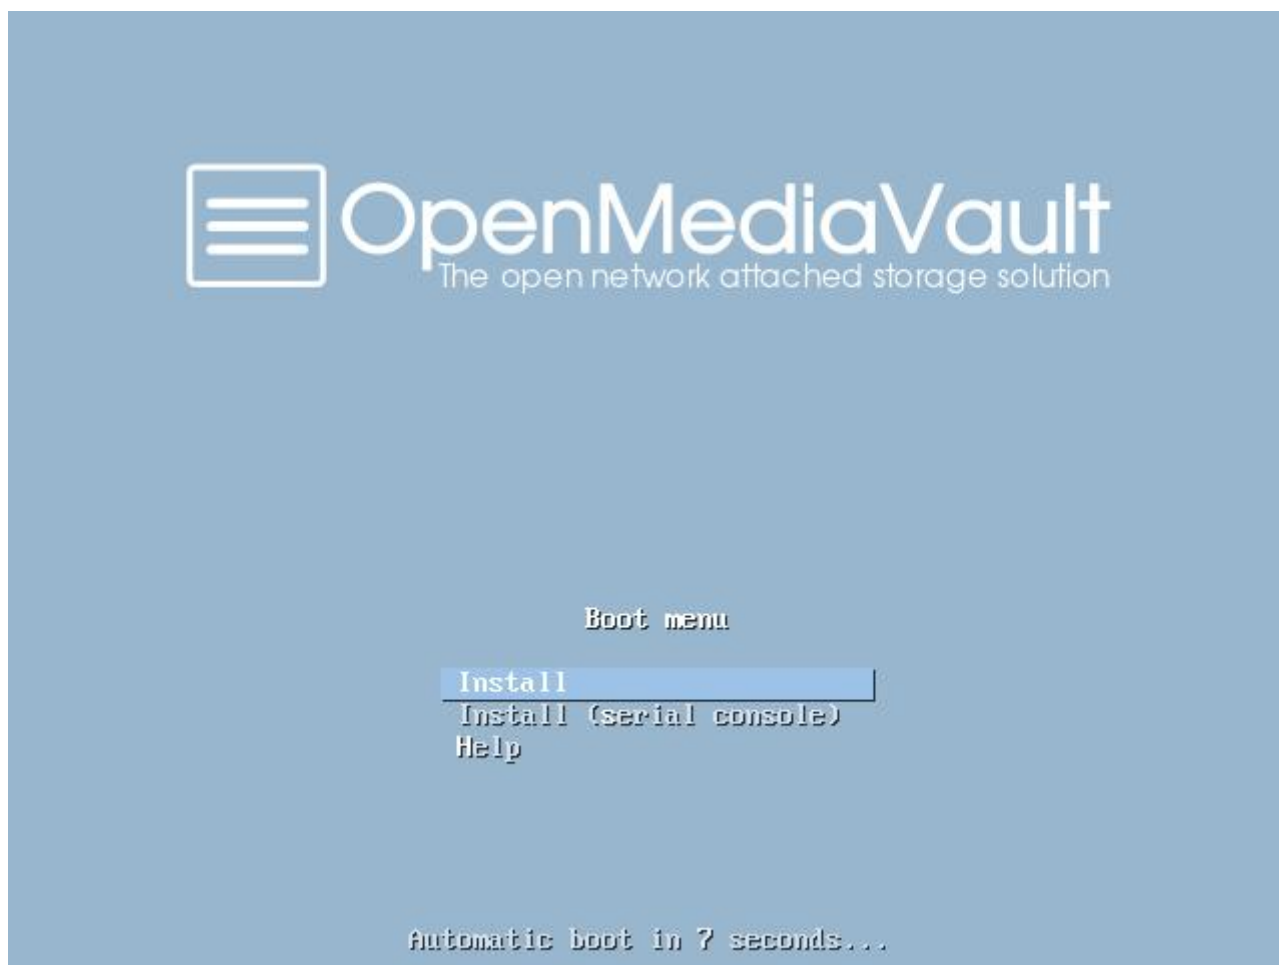 OpenMediaVault
The open network attached storage solution
Boot menu
Install
Install (serial console)
Help
Automatic boot in 7 seconds...